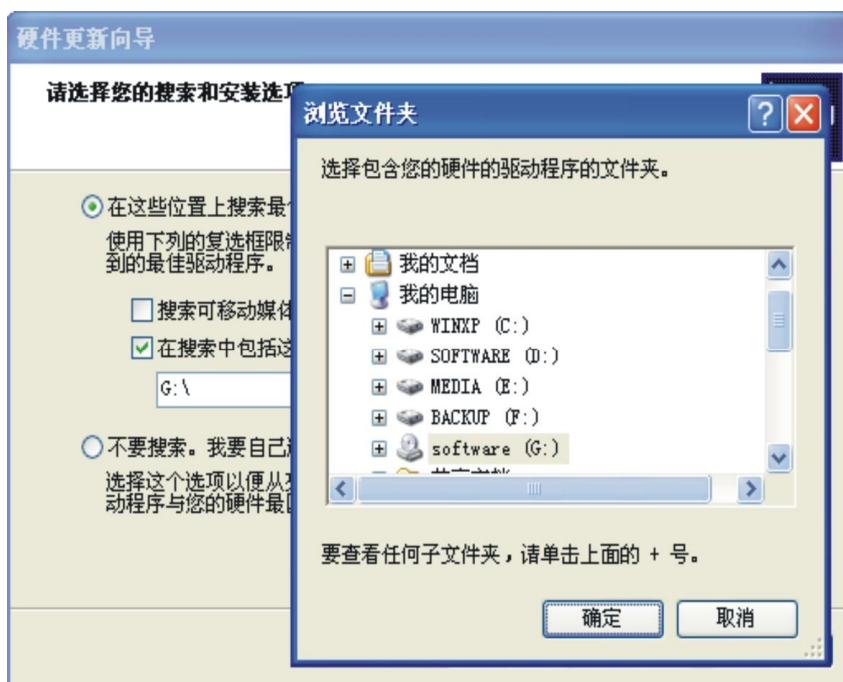 硬件更新向导
请选择您的搜索和安装选项
浏览文件夹
选择包含您的硬件的驱动程序的文件夹。
在这些位置上搜索最
使用下列的复选框限
到的最佳驱动程序。
搜索可移动媒体
在搜索中包括这
G:\
不要搜索。我要自己
选择这个选项以便从
动程序与您的硬件最
我的文档
我的电脑
WINXP (C:)
SOFTWARE (D:)
MEDIA (E:)
BACKUP (F:)
software (G:)
要查看任何子文件夹，请单击上面的 + 号。
确定
取消